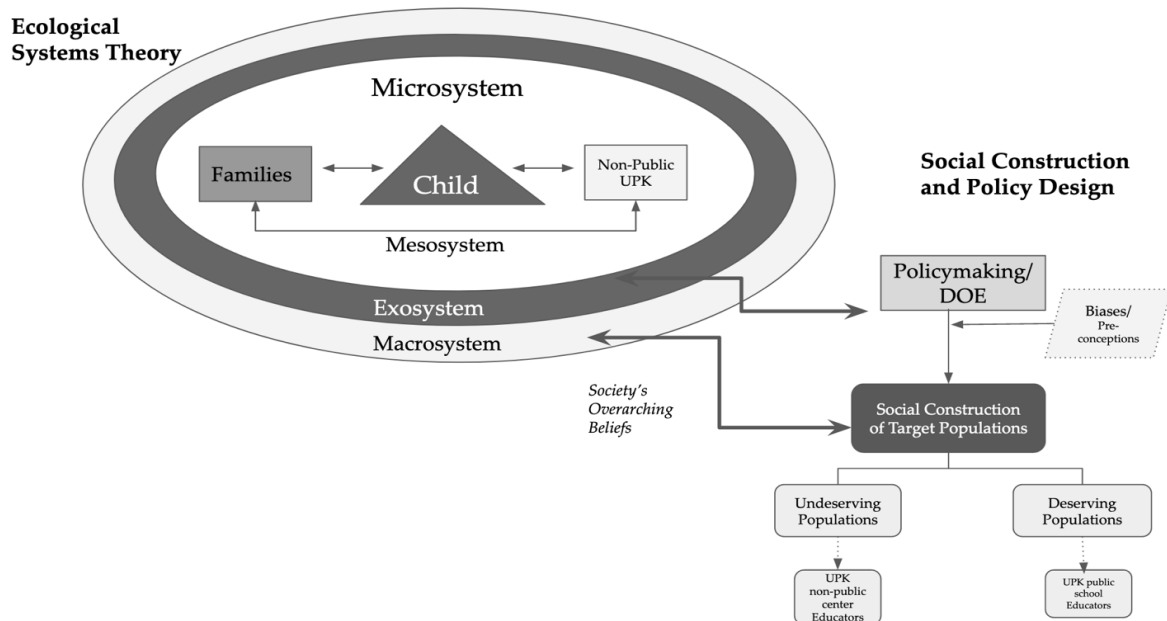 Ecological
Systems Theory
Microsystem
Families
Child
Non-Public
UPK
Mesosystem
Exosystem
Macrosystem
Social Construction
and Policy Design
Policymaking/
DOE
Biases/
Pre-
conceptions
Society's
Overarching
Beliefs
Social Construction
of Target Populations
Undeserving
Populations
Deserving
Populations
UPK
non-public
center
Educators
UPK public
school
Educators